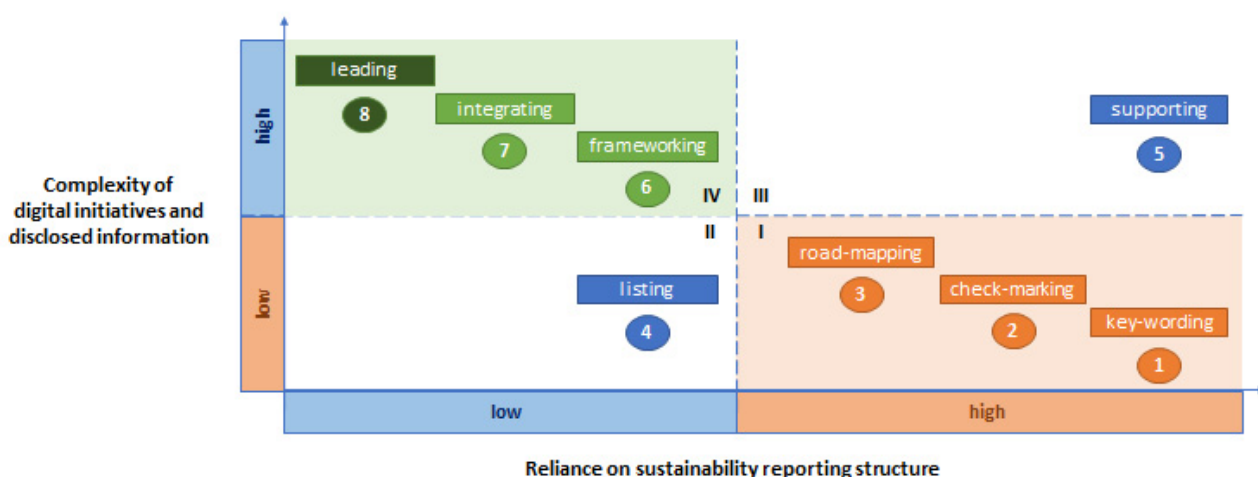 leading
8
integrating
7
frameworking
6
IV
III
supporting
5
high
Complexity of
digital initiatives and
disclosed information
II
I
road-mapping
3
check-marking
2
key-wording
1
listing
4
low
low
high
Reliance on sustainability reporting structure